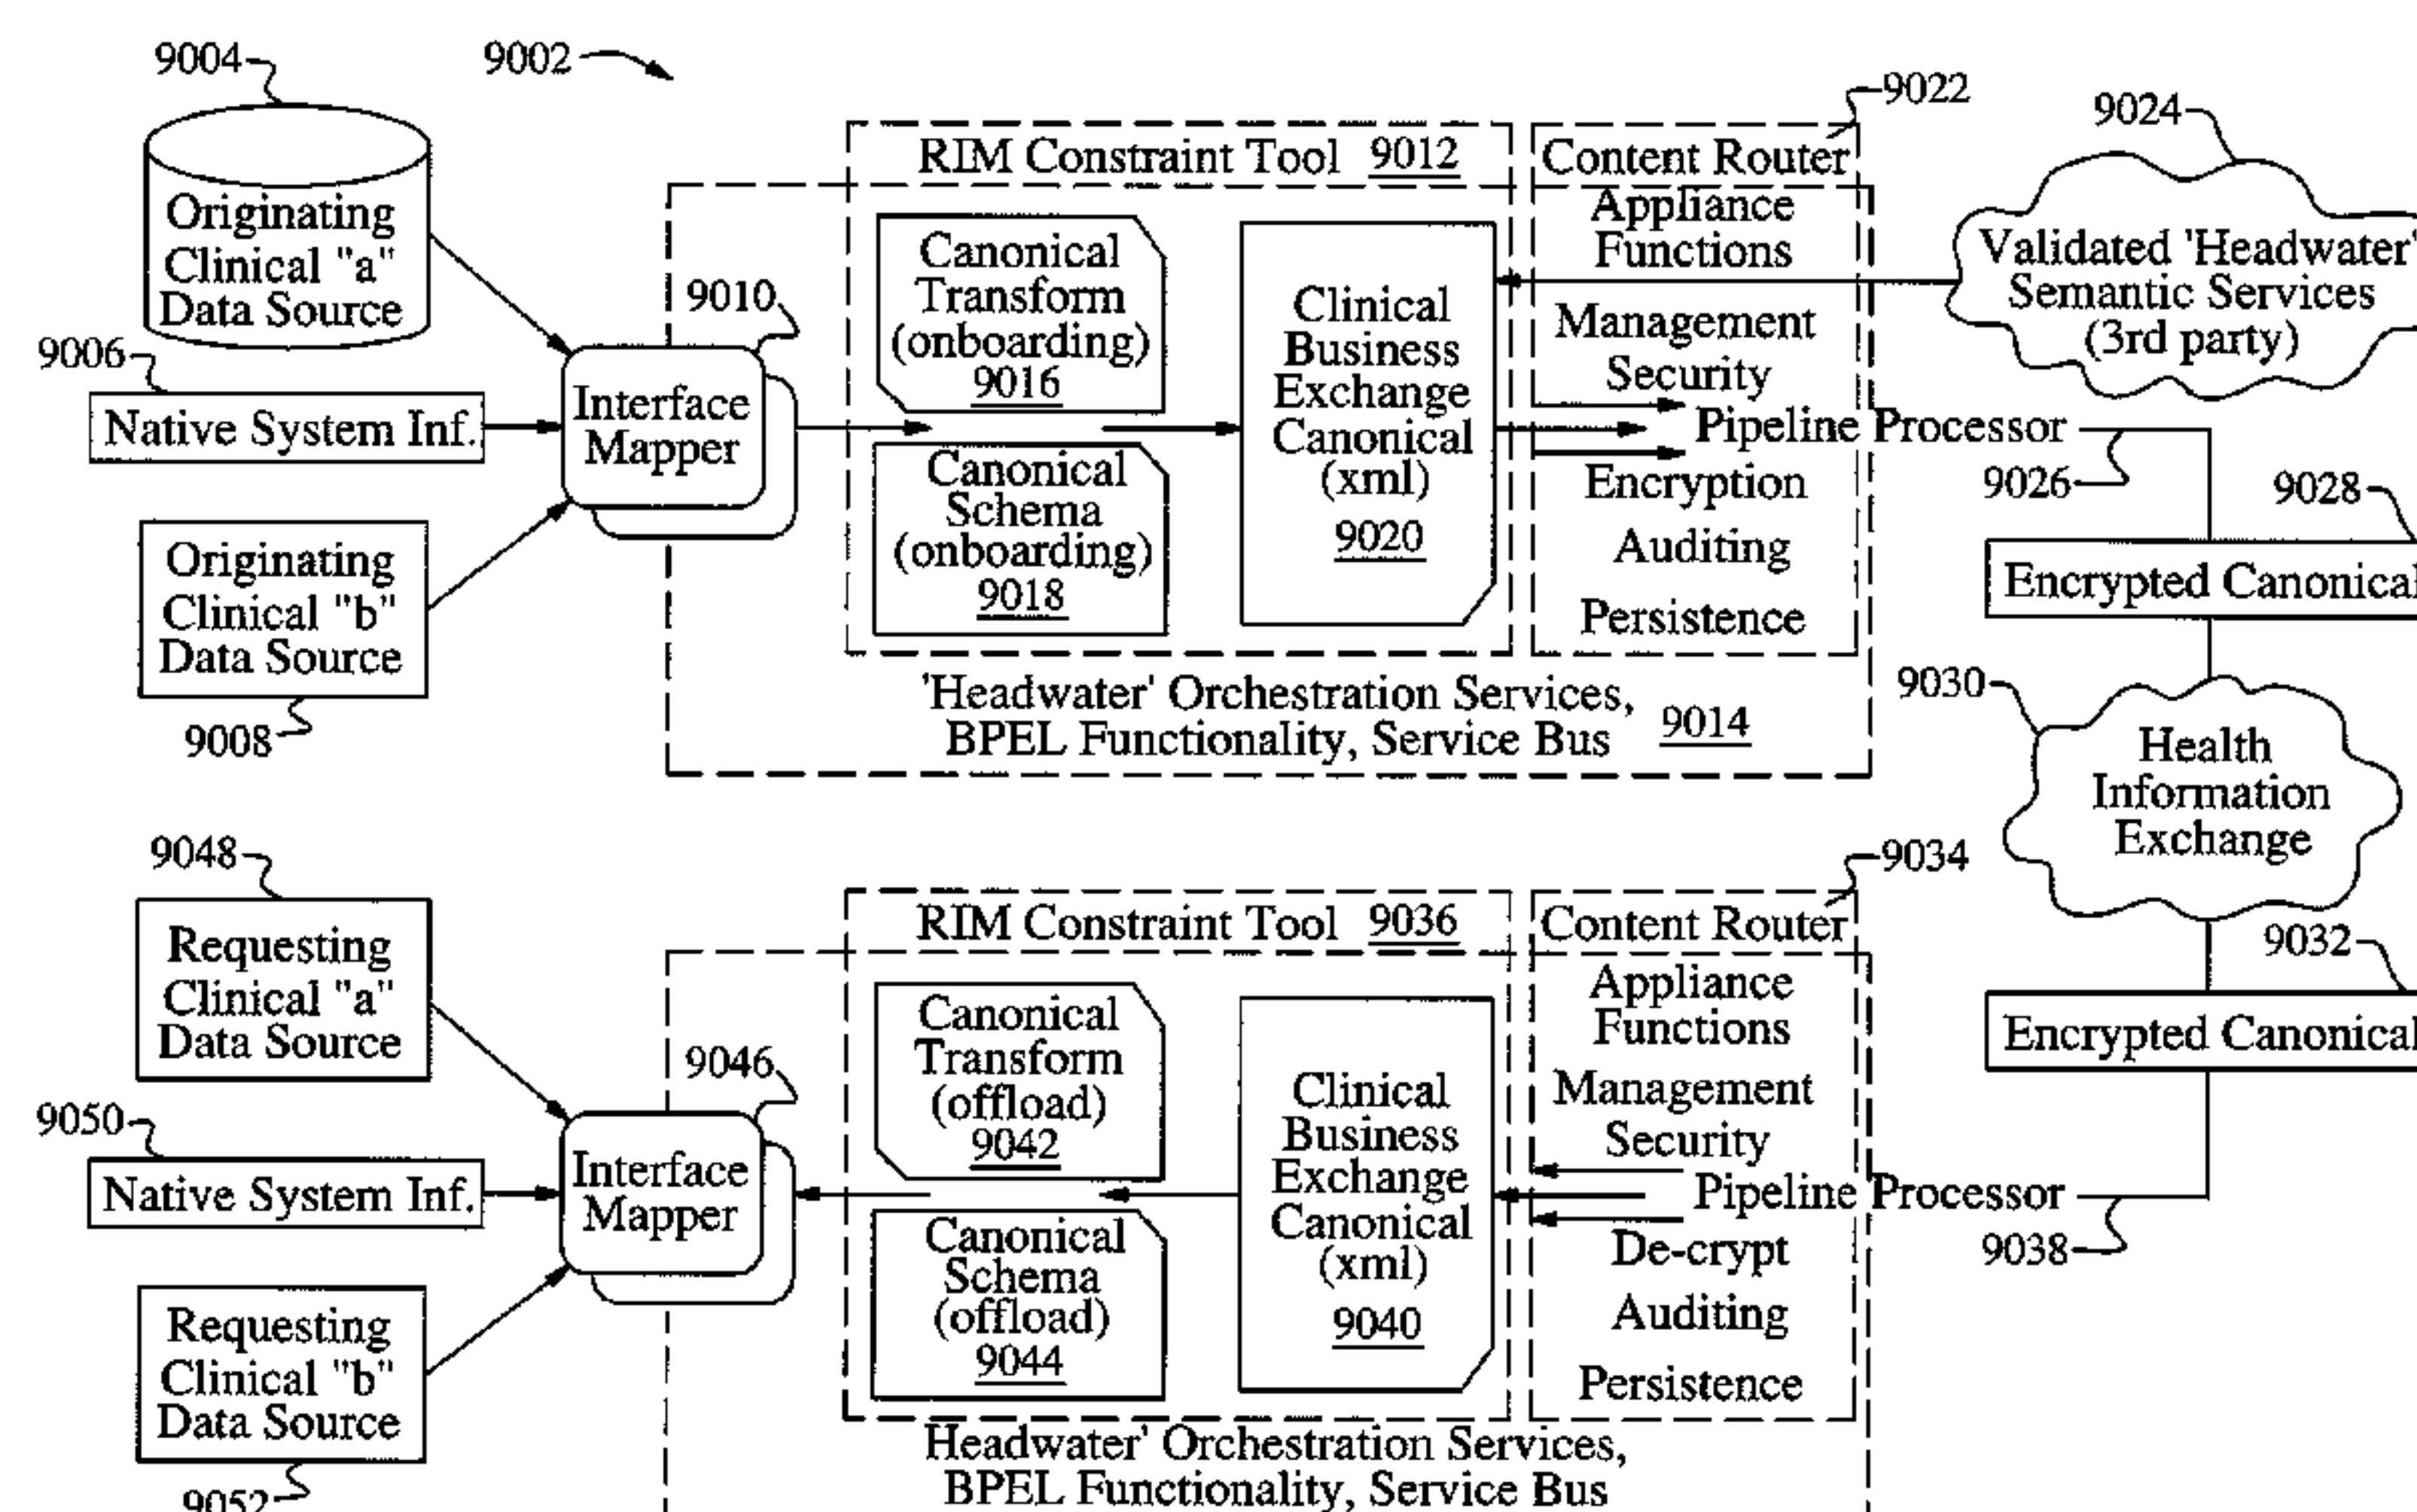 9004
9002
9022
9024
Originating
Clinical "a"
Data Source
RIM Constraint Tool 9012
Content Router
Appliance
Functions
Management
Security
Pipeline Processor
Encryption
Auditing
Persistence
Validated 'Headwater'
Semantic Services
(3rd party)
9006
Native System Inf.
9010
Interface
Mapper
Canonical
Transform
(onboarding)
9016
Canonical
Schema
(onboarding)
9018
Clinical
Business
Exchange
Canonical
(xml)
9020
9026
9028
Encrypted Canonical
Originating
Clinical "b"
Data Source
9008
'Headwater' Orchestration Services,
BPEL Functionality, Service Bus 9014
9030
Health
Information
Exchange
9048
Requesting
Clinical "a"
Data Source
9034
RIM Constraint Tool 9036
Content Router
Appliance
Functions
Management
Security
Pipeline Processor
De-crypt
Auditing
Persistence
9032
Encrypted Canonical
9038
9050
Native System Inf.
9046
Interface
Mapper
Canonical
Transform
(offload)
9042
Canonical
Schema
(offload)
9044
Clinical
Business
Exchange
Canonical
(xml)
9040
Requesting
Clinical "b"
Data Source
9052
Headwater' Orchestration Services,
BPEL Functionality, Service Bus